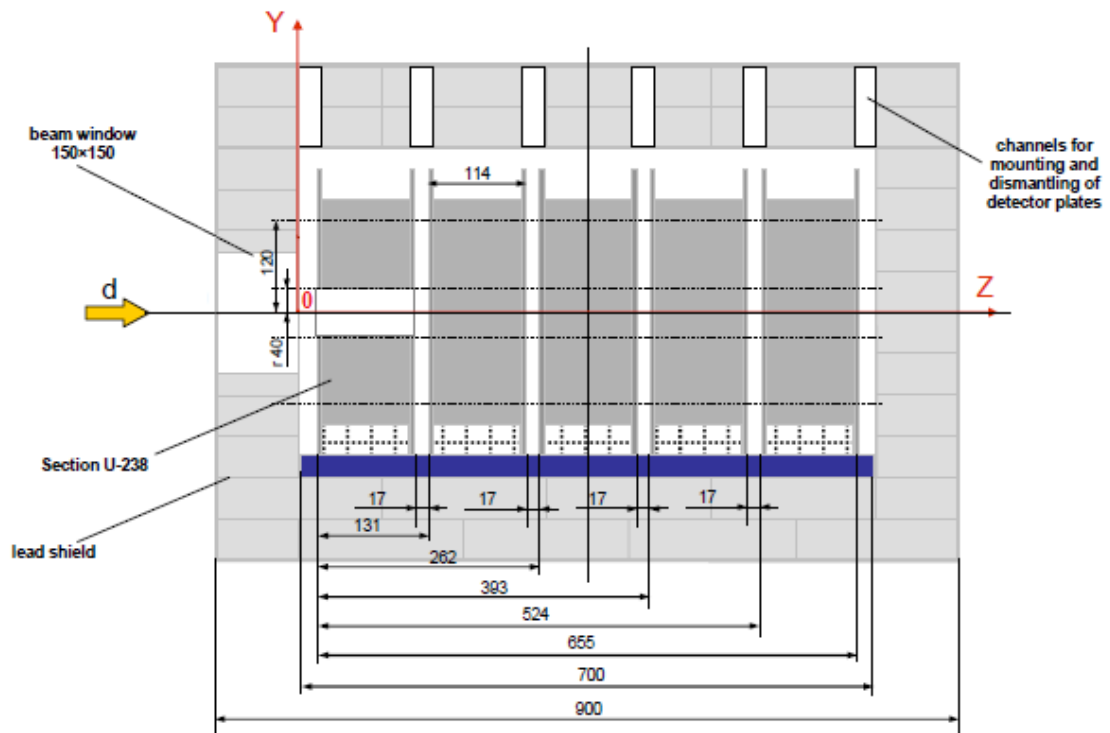 Y
beam window
150×150
channels for
mounting and
dismantling of
detector plates
114
120
d
0
Z
r 40
Section U-238
17
17
17
17
131
lead shield
262
393
524
655
700
900